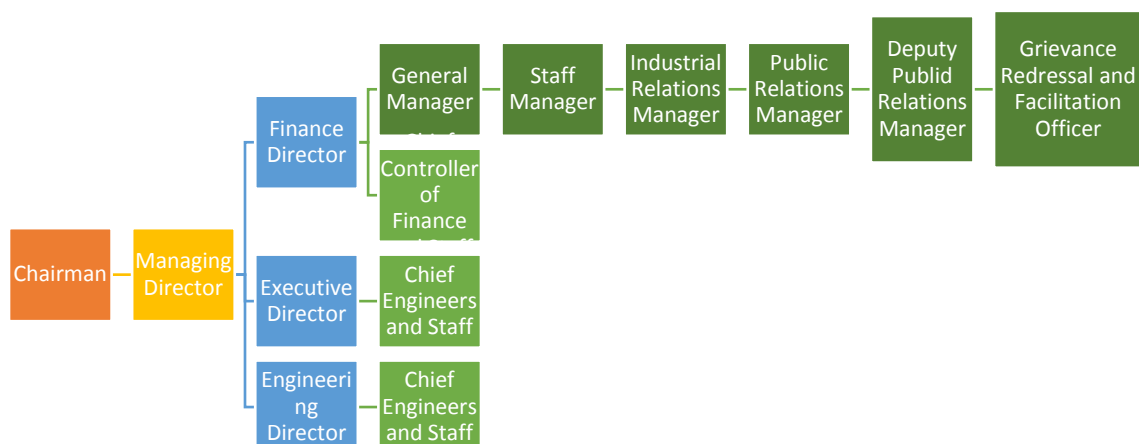 Chairman
Managing
Director
Finance
Director
Executive
Director
Engineeri
ng
Director
General
Manager
Staff
Manager
Industrial
Relations
Manager
Public
Relations
Manager
Deputy
Publid
Relations
Manager
Grievance
Redressal and
Facilitation
Officer
Controller
of
Finance
Chief
Engineers
and Staff
Chief
Engineers
and Staff